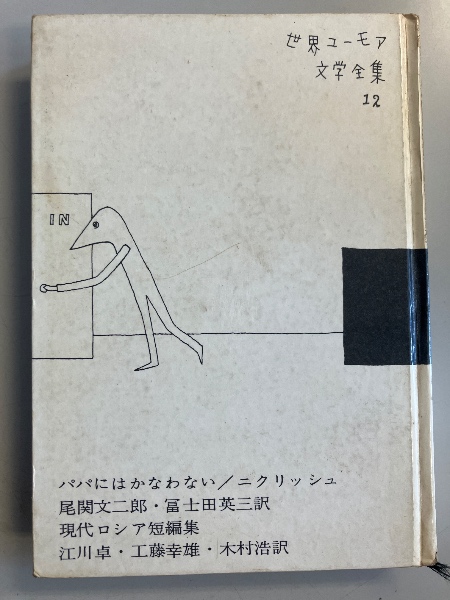 世界ユーモア
文学全集
12
IN
パパにはかなわない／ニクリッシュ
尾関文二郎・冨士田英三訳
現代ロシア短編集
江川卓・工藤幸雄・木村浩訳